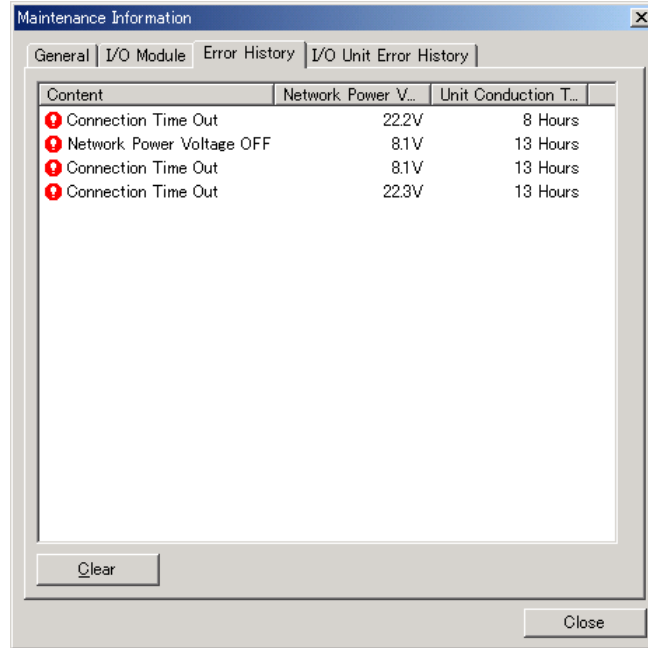 Maintenance Information
General I/O Module Error History I/O Unit Error History
Content Network Power V... Unit Conduction T...
Connection Time Out 22.2V 8 Hours
Network Power Voltage OFF 8.1V 13 Hours
Connection Time Out 8.1V 13 Hours
Connection Time Out 22.3V 13 Hours
Clear
Close